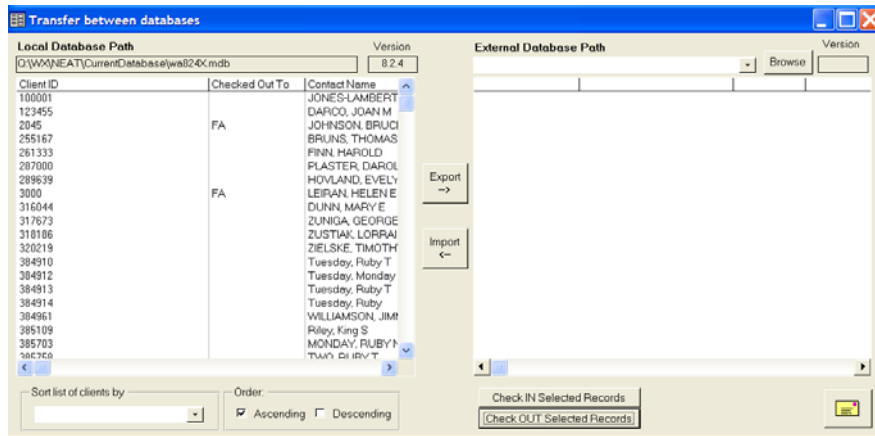 Transfer between databases
Local Database Path Version
O:\WX\NEAT\CurrentDatabase\wa824X.mdb 8.2.4
Client ID Checked Out To Contact Name
100001 JONES-LAMBERT
123455 DARCO, JOAN M
2045 FA JOHNSON, BRUCI
255167 BRUNS, THOMAS
261333 FINN, HAROLD
287000 PLASTER, DAROL
289639 HOVLAND, EVELY
3000 FA LEIRAN, HELEN E
316044 DUNN, MARY E
317673 ZUNIGA, GEORGE
318186 ZUSTIAK, LORRAI
320219 ZIELSKE, TIMOTH
384910 Tuesday, Ruby T
384912 Tuesday, Monday
384913 Tuesday, Ruby T
384914 Tuesday, Ruby
384961 WILLIAMSON, JIM
385109 Riley, King S
385703 MONDAY, RUBY N
385758 TWO, RUBY T
Sort list of clients by
Order:
Ascending Descending
Export
-->
Import
<--
External Database Path Version
Browse
Check IN Selected Records
Check OUT Selected Records